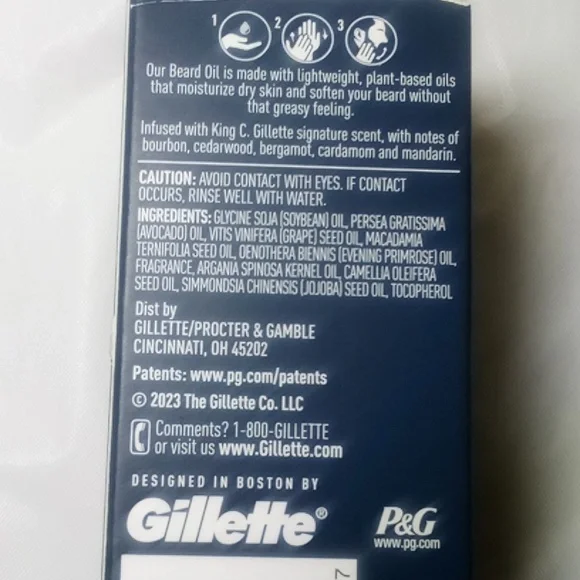 1 2 3
Our Beard Oil is made with lightweight, plant-based oils
that moisturize dry skin and soften your beard without
that greasy feeling.
Infused with King C. Gillette signature scent, with notes of
bourbon, cedarwood, bergamot, cardamom and mandarin.
CAUTION: AVOID CONTACT WITH EYES. IF CONTACT
OCCURS, RINSE WELL WITH WATER.
INGREDIENTS: GLYCINE SOJA (SOYBEAN) OIL, PERSEA GRATISSIMA
(AVOCADO) OIL, VITIS VINIFERA (GRAPE) SEED OIL, MACADAMIA
TERNIFOLIA SEED OIL, OENOTHERA BIENNIS (EVENING PRIMROSE) OIL,
FRAGRANCE, ARGANIA SPINOSA KERNEL OIL, CAMELLIA OLEIFERA
SEED OIL, SIMMONDSIA CHINENSIS (JOJOBA) SEED OIL, TOCOPHEROL
Dist by
GILLETTE/PROCTER & GAMBLE
CINCINNATI, OH 45202
Patents: www.pg.com/patents
© 2023 The Gillette Co. LLC
Comments? 1-800-GILLETTE
or visit us www.Gillette.com
DESIGNED IN BOSTON BY
Gillette®
P&G
www.pg.com
7